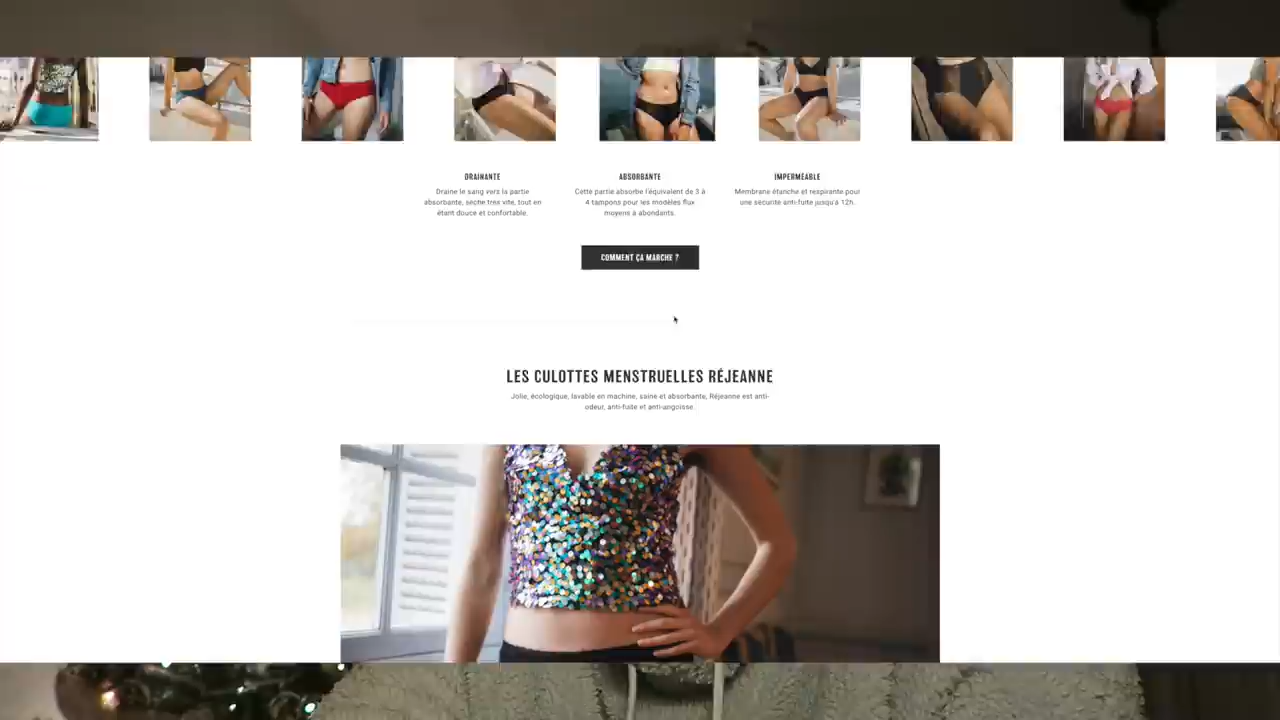 DRAINANTE
Draine le sang vers la partie
absorbante, sèche très vite, tout en
étant douce et confortable.
ABSORBANTE
Cette partie absorbe l'équivalent de 3 à
4 tampons pour les modèles flux
moyens à abondants.
IMPERMÉABLE
Membrane étanche et respirante pour
une sécurité anti-fuite jusqu'à 12h.
COMMENT ÇA MARCHE ?
LES CULOTTES MENSTRUELLES RÉJEANNE
Jolie, écologique, lavable en machine, saine et absorbante, Réjeanne est anti-
odeur, anti-fuite et anti-angoisse.